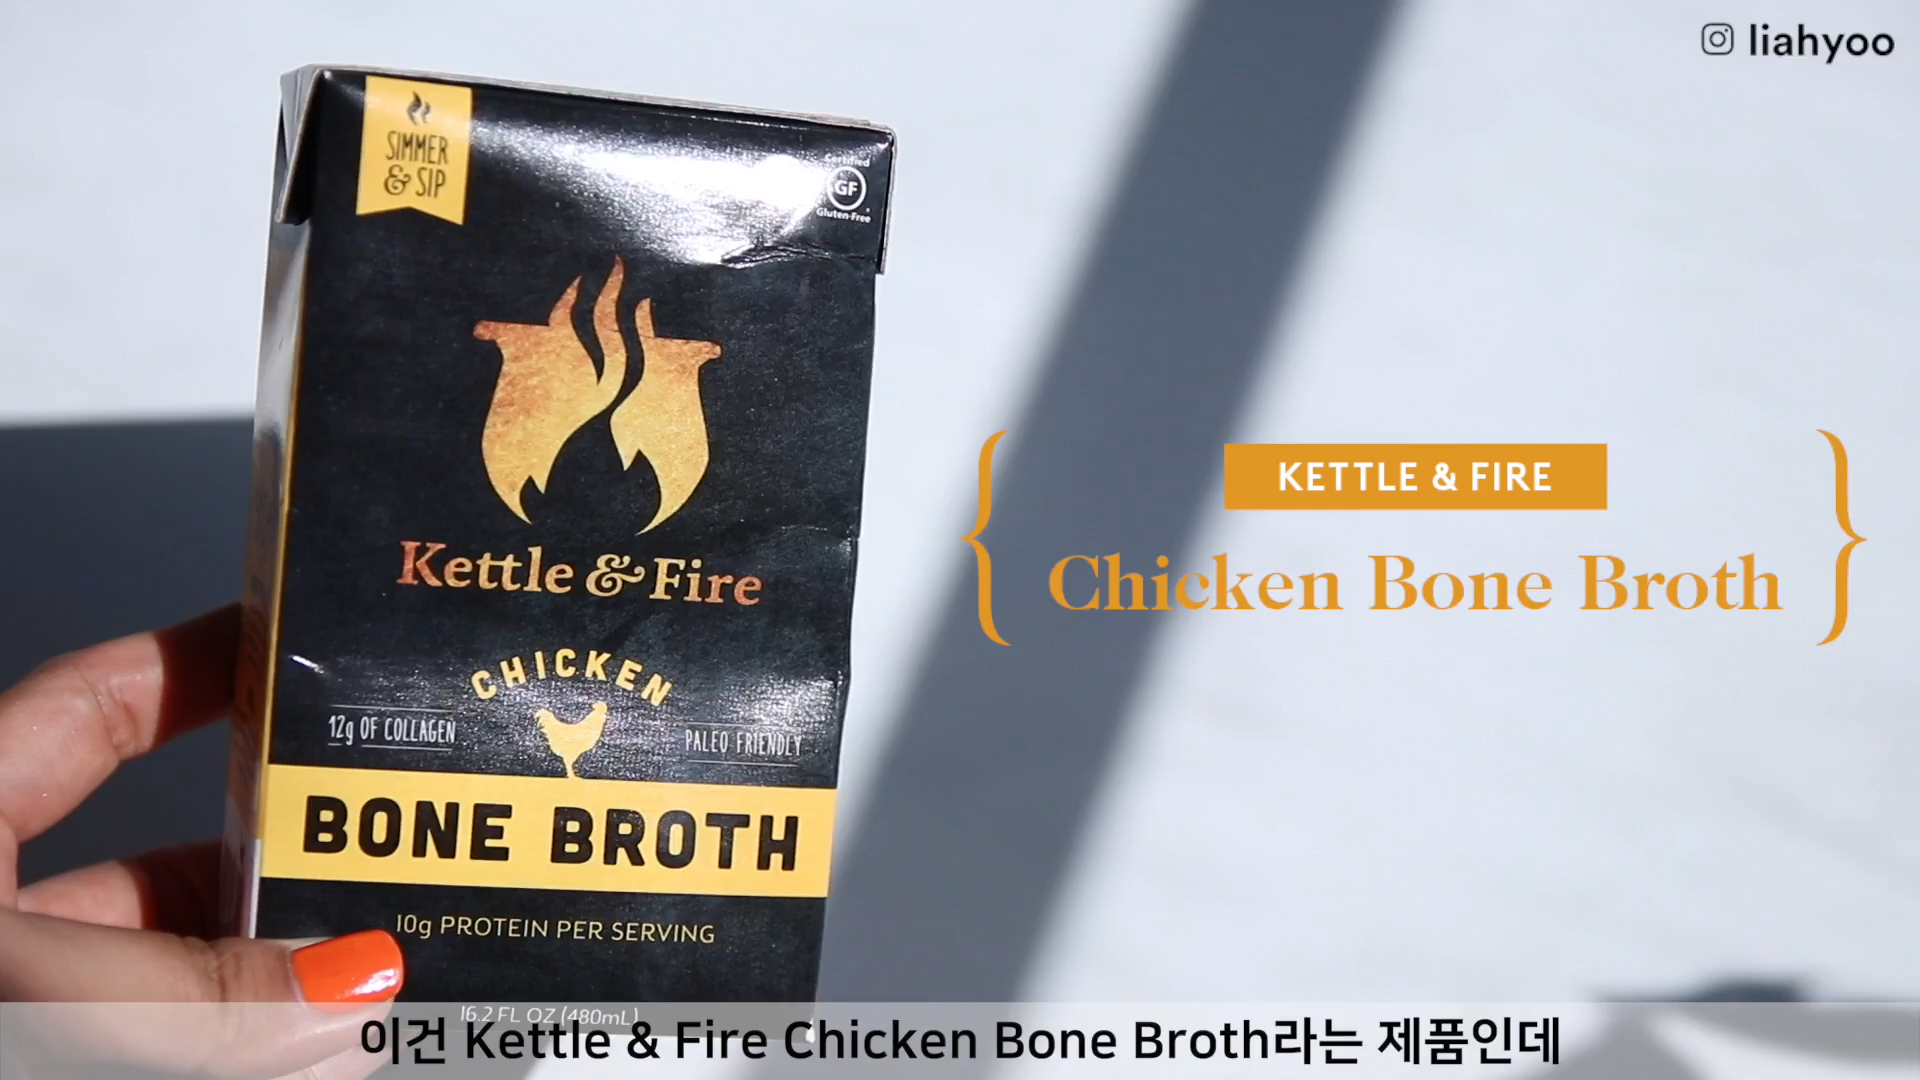 liahyoo
SIMMER
& SIP
Certified
GF
Gluten-Free
Kettle & Fire
CHICKEN
12g OF COLLAGEN
PALEO FRIENDLY
BONE BROTH
10g PROTEIN PER SERVING
16.2 FL OZ (480mL)
KETTLE & FIRE
Chicken Bone Broth
이건 Kettle & Fire Chicken Bone Broth라는 제품인데